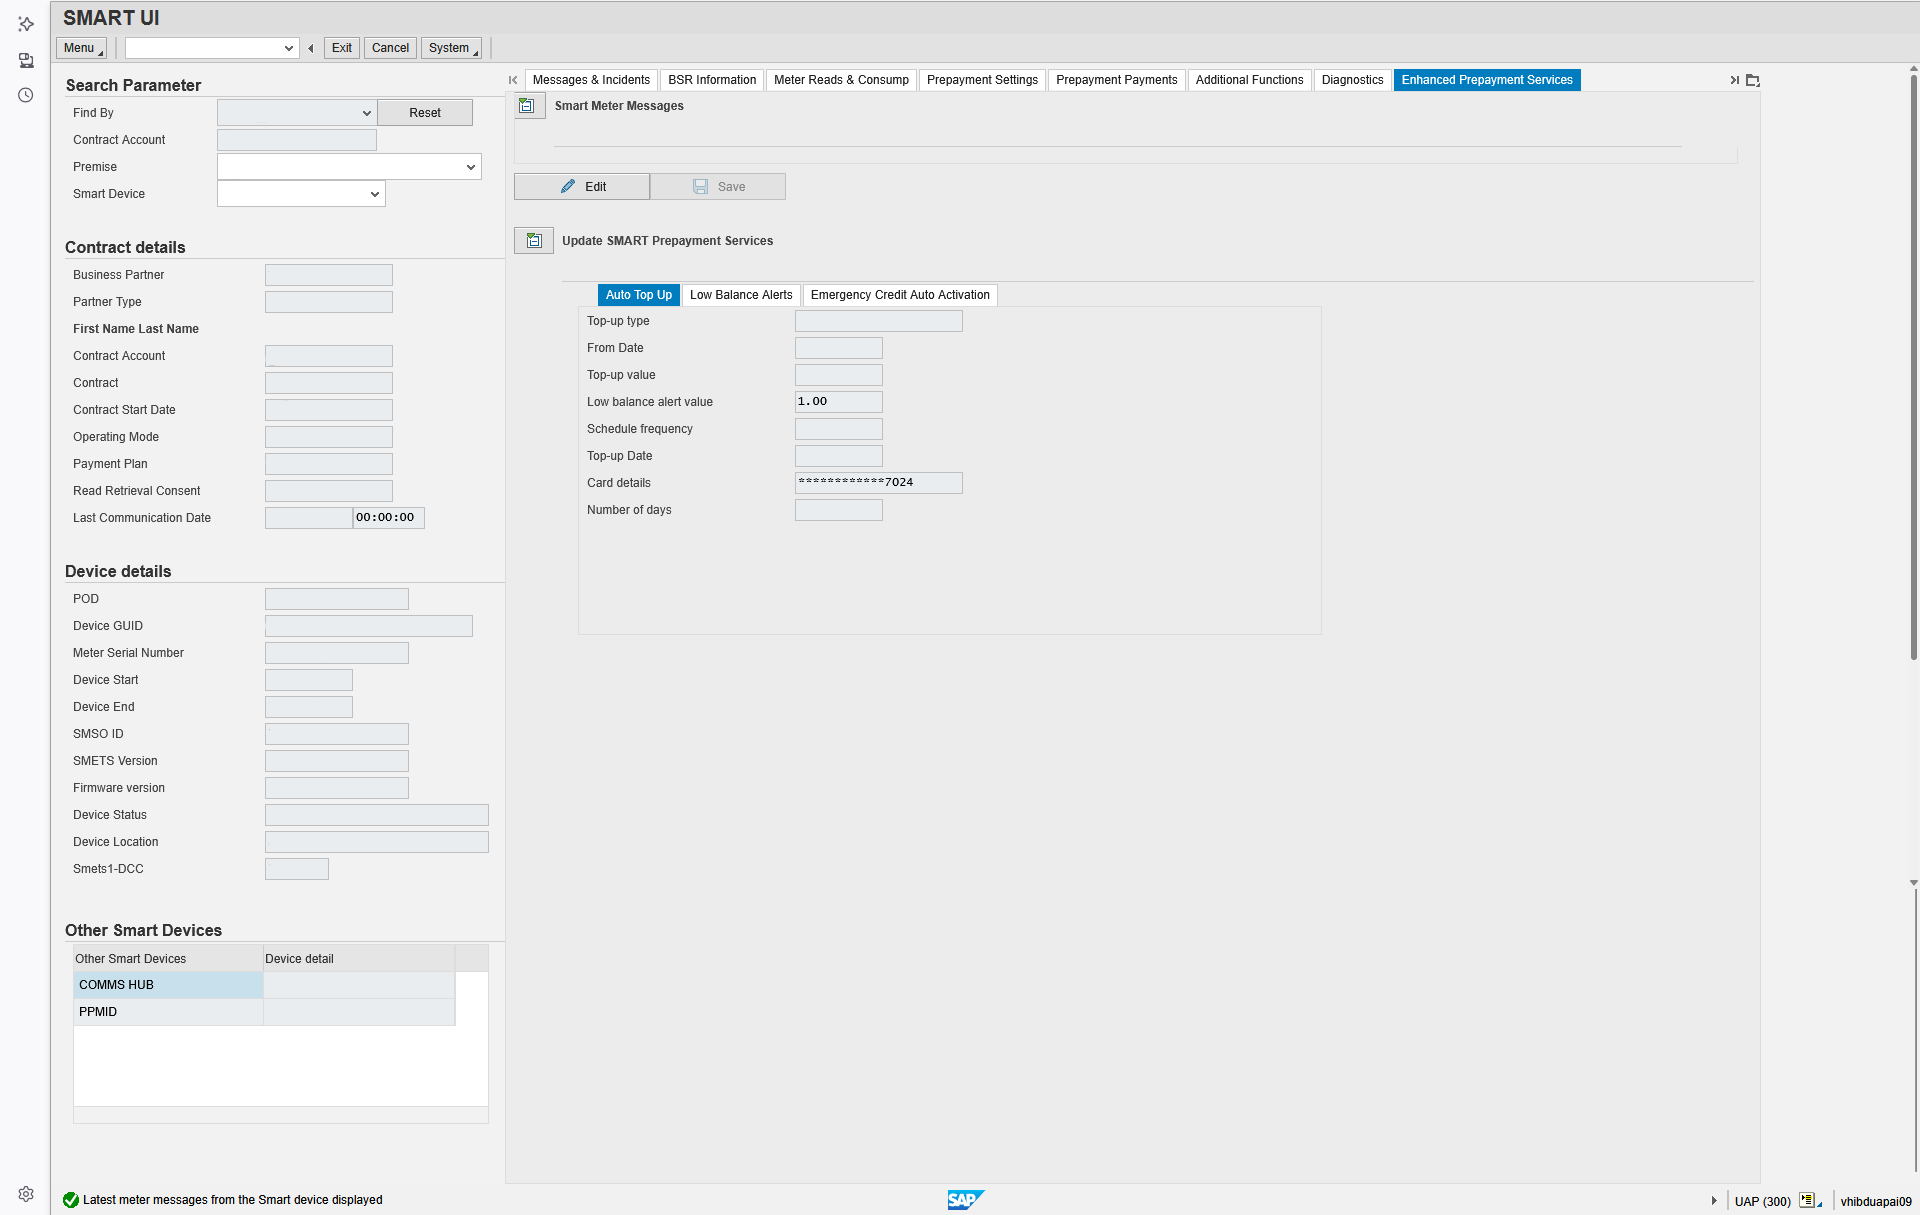 SMART UI
Menu
Exit
Cancel
System
Search Parameter
Find By
Reset
Contract Account
Premise
Smart Device
Contract details
Business Partner
Partner Type
First Name Last Name
Contract Account
Contract
Contract Start Date
Operating Mode
Payment Plan
Read Retrieval Consent
Last Communication Date 00:00:00
Device details
POD
Device GUID
Meter Serial Number
Device Start
Device End
SMSO ID
SMETS Version
Firmware version
Device Status
Device Location
Smets1-DCC
Other Smart Devices
Other Smart Devices Device detail
COMMS HUB
PPMID
Messages & Incidents
BSR Information
Meter Reads & Consump
Prepayment Settings
Prepayment Payments
Additional Functions
Diagnostics
Enhanced Prepayment Services
Smart Meter Messages
Edit
Save
Update SMART Prepayment Services
Auto Top Up
Low Balance Alerts
Emergency Credit Auto Activation
Top-up type
From Date
Top-up value
Low balance alert value 1.00
Schedule frequency
Top-up Date
Card details ************7024
Number of days
Latest meter messages from the Smart device displayed
SAP
UAP (300)
vhibduapai09